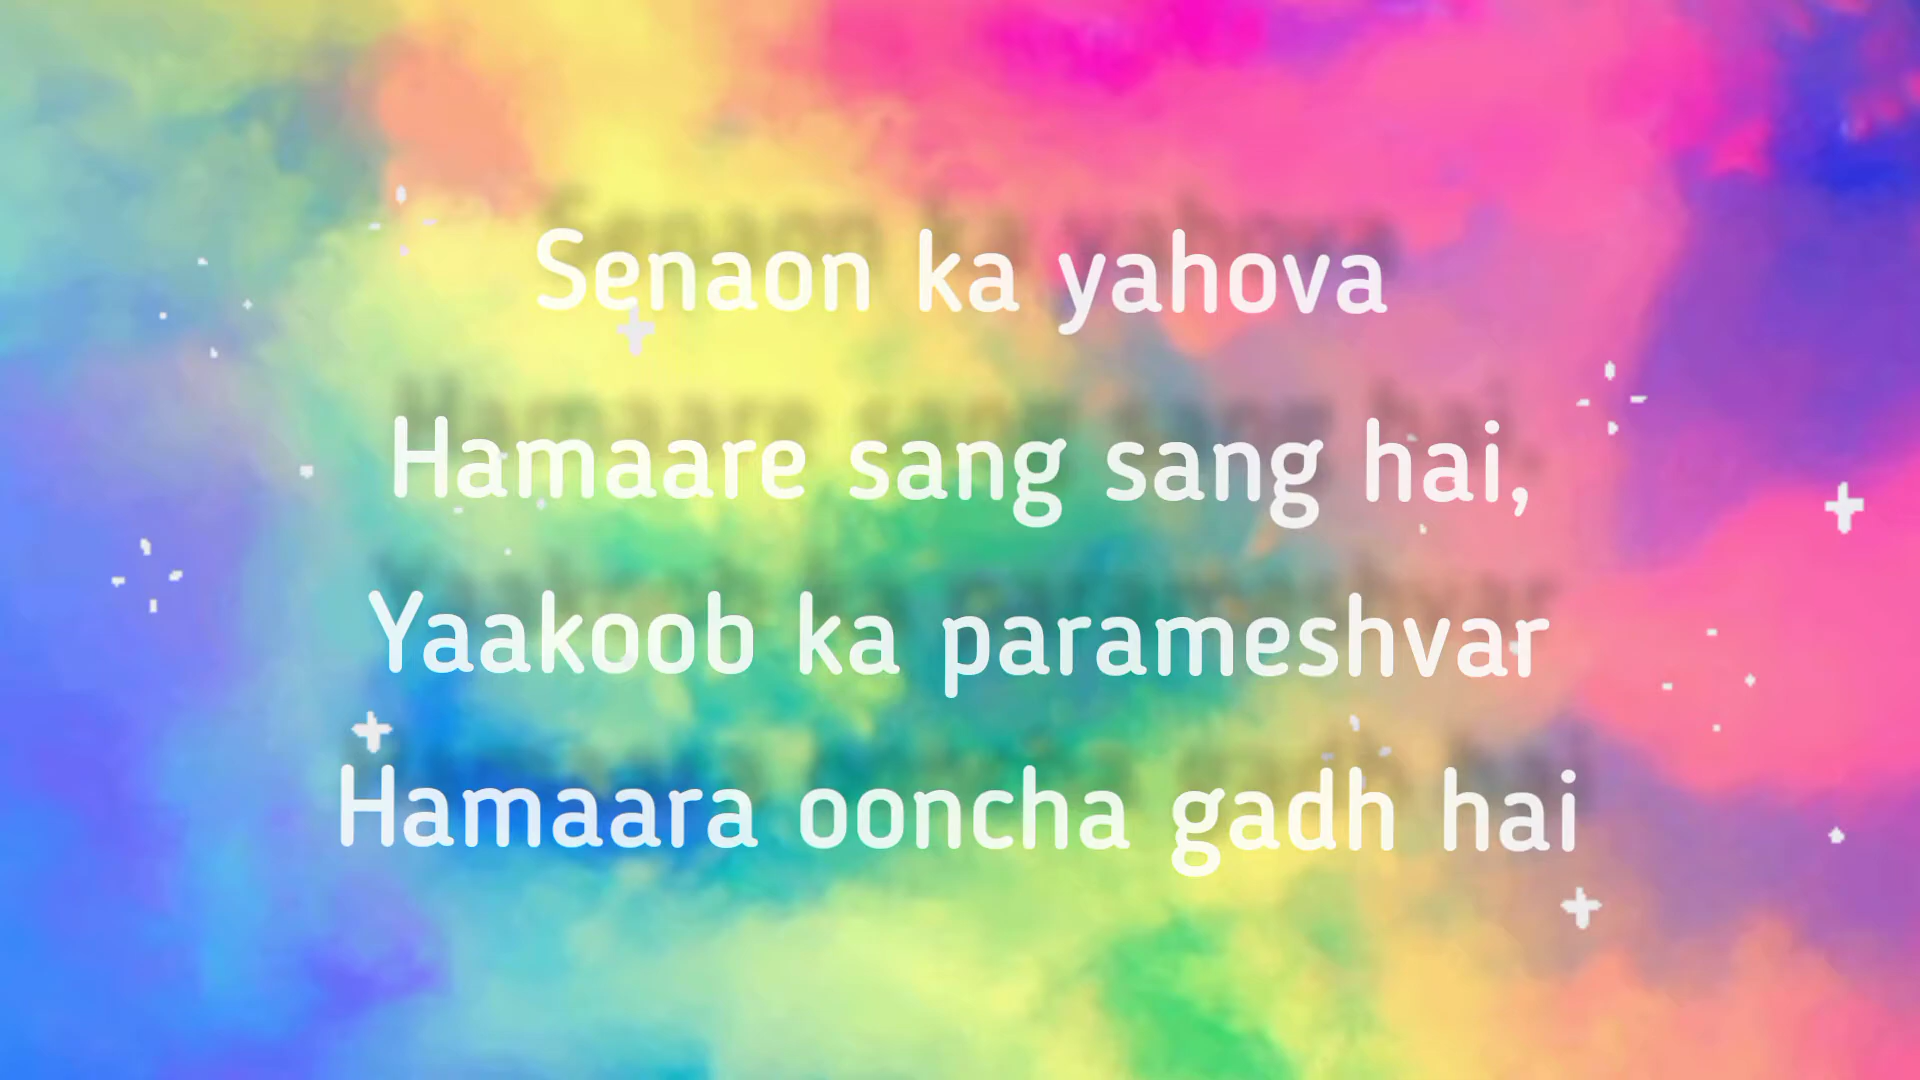 Senaon ka yahova
Hamaare sang sang hai,
Yaakoob ka parameshvar
Hamaara ooncha gadh hai